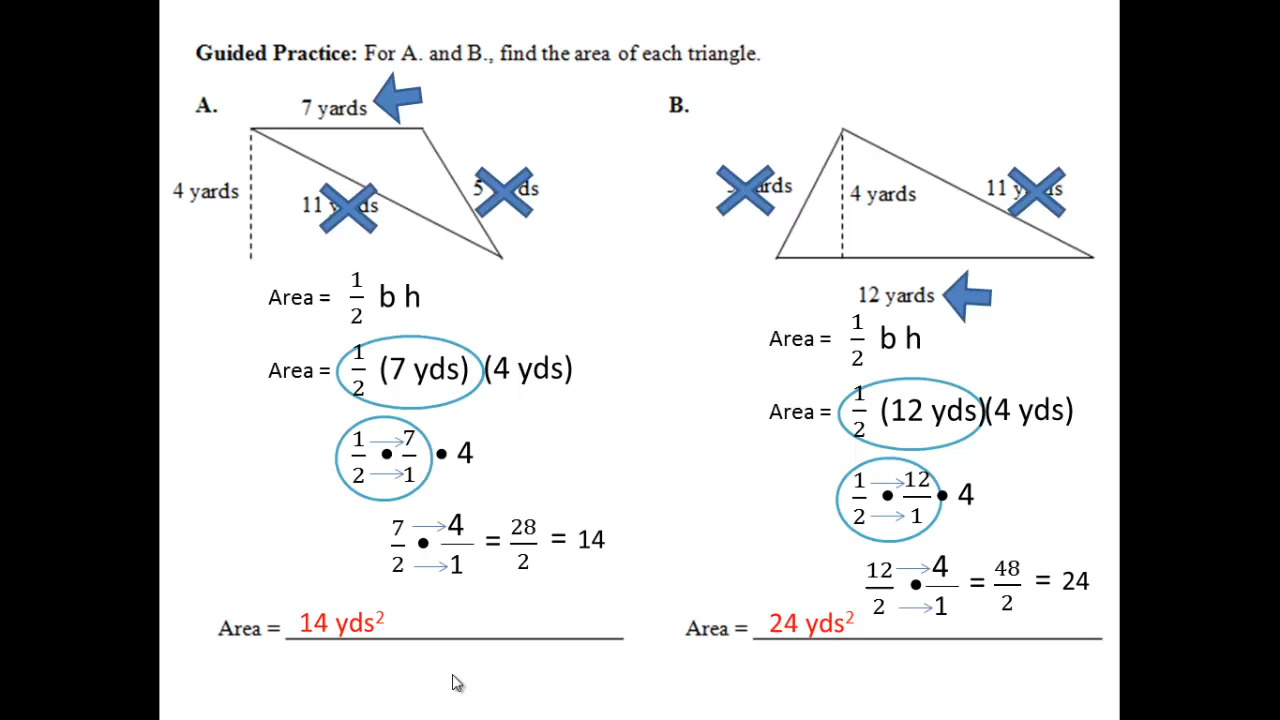 Guided Practice: For A. and B., find the area of each triangle.
A.
7 yards
4 yards
11
5
Area = 1/2 b h
Area = 1/2 (7 yds) (4 yds)
1/2 • 7/1 • 4
7/2 • 4/1 = 28/2 = 14
Area = 14 yds²
B.
4 yards
11
12 yards
Area = 1/2 b h
Area = 1/2 (12 yds)(4 yds)
1/2 • 12/1 • 4
12/2 • 4/1 = 48/2 = 24
Area = 24 yds²